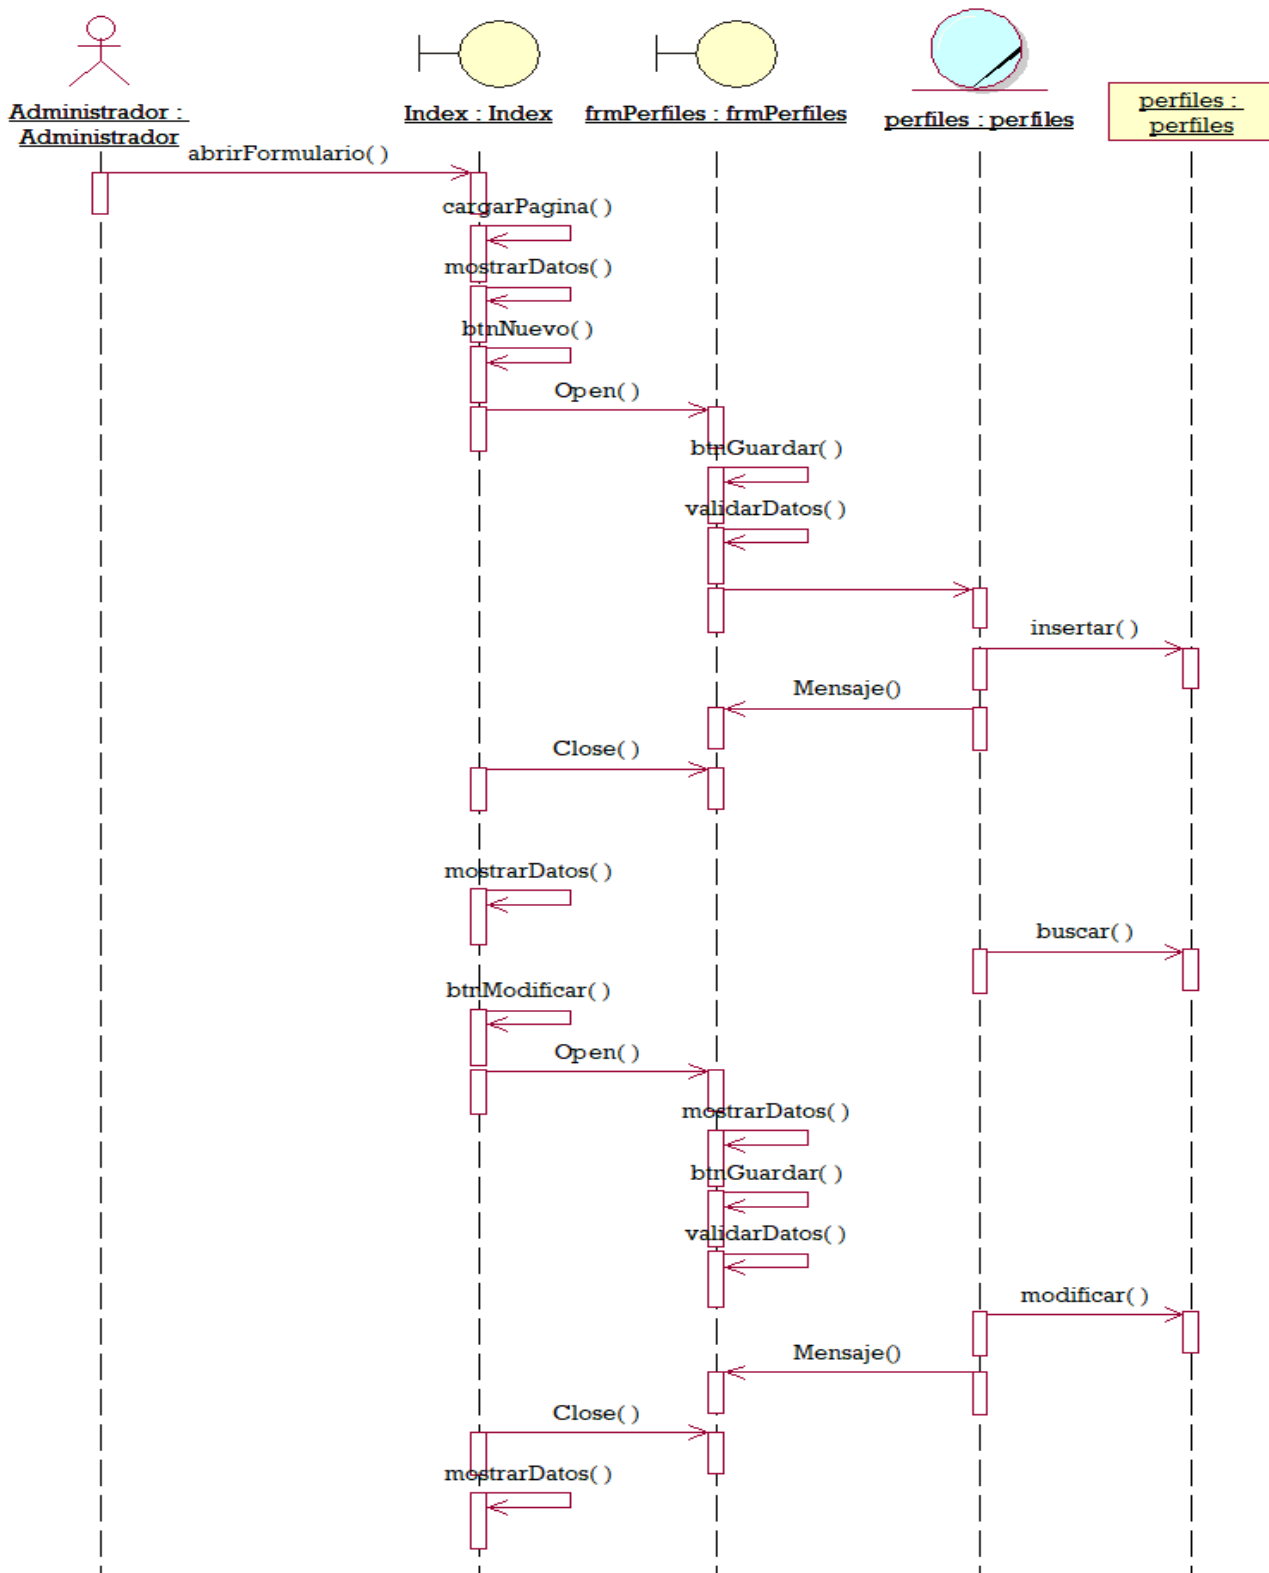 Administrador :
Administrador
Index : Index
frmPerfiles : frmPerfiles
perfiles : perfiles
perfiles :
perfiles
abrirFormulario( )
cargarPagina( )
mostrarDatos( )
btnNuevo( )
Open( )
btnGuardar( )
validarDatos( )
insertar( )
Mensaje()
Close( )
mostrarDatos( )
buscar( )
btnModificar( )
Open( )
mostrarDatos( )
btnGuardar( )
validarDatos( )
modificar( )
Mensaje()
Close( )
mostrarDatos( )